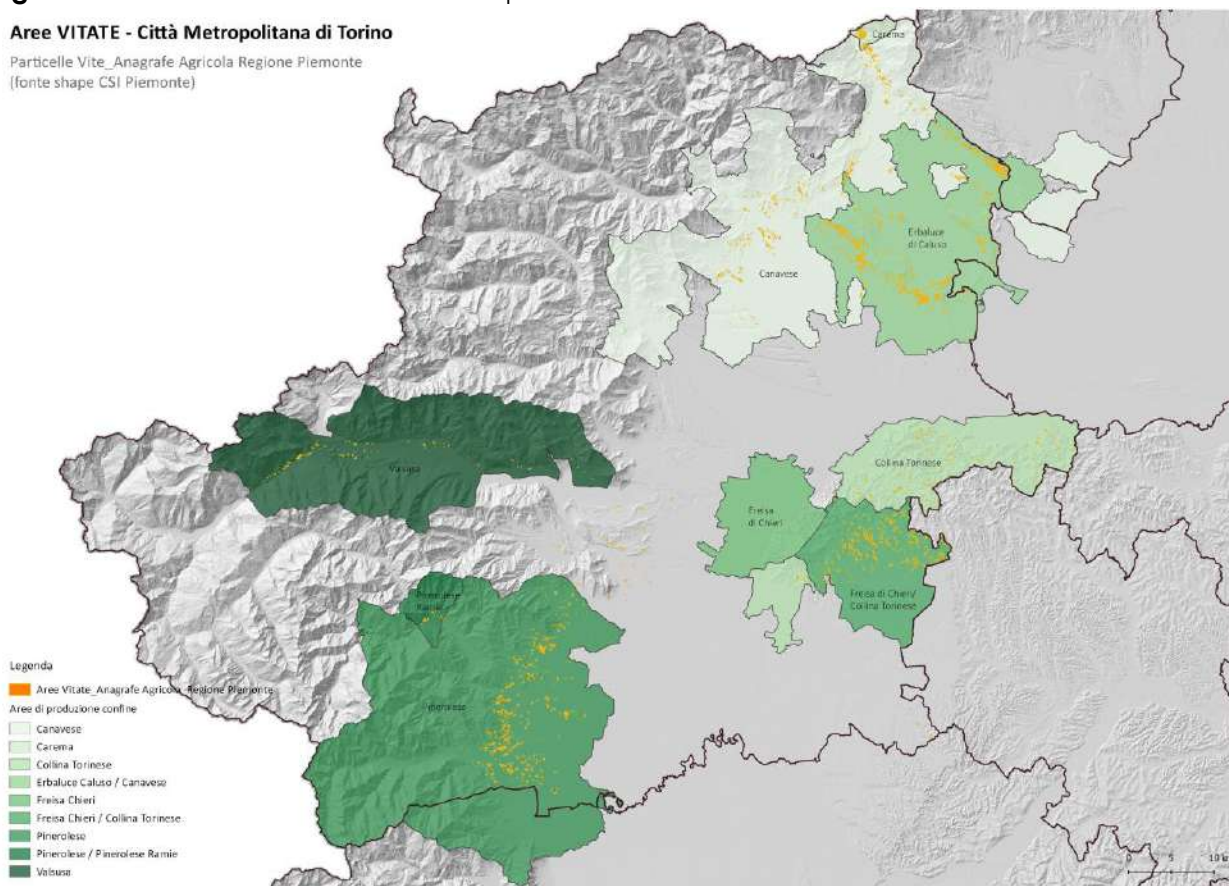 Aree VITATE - Città Metropolitana di Torino
Particelle Vite_Anagrafe Agricola Regione Piemonte
(fonte shape CSI Piemonte)
Carema
Erbaluce
di Caluso
Canavese
Valsusa
Collina Torinese
Freisa
di Chieri
Freisa di Chieri/
Collina Torinese
Pinerolese
Ramie
Pinerolese
Legenda
Aree Vitate_Anagrafe Agricola_Regione Piemonte
Aree di produzione confine
Canavese
Carema
Collina Torinese
Erbaluce Caluso / Canavese
Freisa Chieri
Freisa Chieri / Collina Torinese
Pinerolese
Pinerolese / Pinerolese Ramie
Valsusa
0 5 10